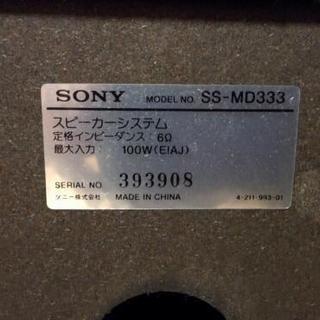 SONY MODEL NO. SS-MD333
スピーカーシステム
定格インピーダンス: 6Ω
最大入力: 100W(EIAJ)
SERIAL NO 393908
ソニー株式会社 MADE IN CHINA 4-211-993-01